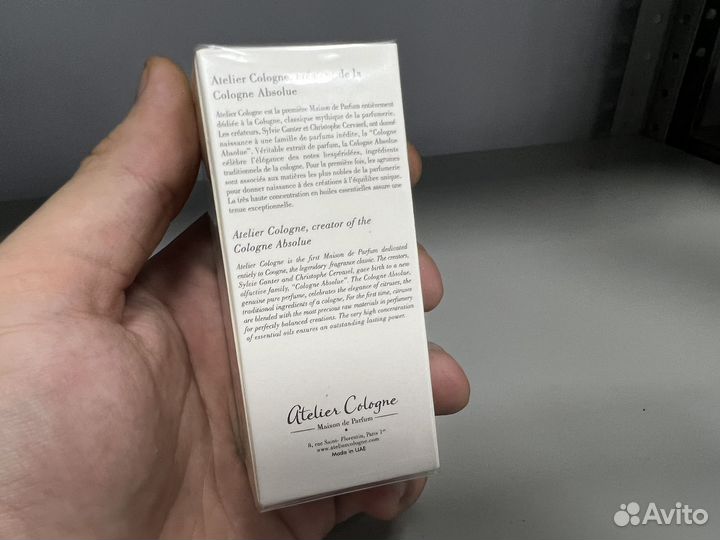 Atelier Cologne, de la
Cologne Absolue
Atelier Cologne est la première Maison de Parfum entièrement
dédiée à la Cologne, classique mythique de la parfumerie.
Les créateurs, Sylvie Ganter et Christophe Cervasel, ont donné
naissance à une famille de parfums inédite, la "Cologne
Absolue". Véritable extrait de parfum, la Cologne Absolue
célèbre l'élégance des notes hespéridées, ingrédients
traditionnels de la cologne. Pour la première fois, les agrumes
sont associés aux matières les plus nobles de la parfumerie
pour donner naissance à des créations à l'équilibre unique.
La très haute concentration en huiles essentielles assure une
tenue exceptionnelle.
Atelier Cologne, creator of the
Cologne Absolue
Atelier Cologne is the first Maison de Parfum dedicated
entirely to Coogne, the legendary fragrance classic. The creators,
Sylvie Ganter and Christophe Cervasel, gave birth to a new
olfactive family, "Cologne Absolue". The Cologne Absolue,
genuine pure perfume, celebrates the elegance of citruses, the
traditional ingredients of a cologne, For the first time, citruses
are blended with the most precious raw materials in perfumery
for perfectly balanced creations. The very high concentration
of essential oils ensures an outstanding lasting power.
Atelier Cologne
Maison de Parfum
8, rue Saint- Florentin, Paris 1er
www.ateliercologne.com
Made in UAE
Avito